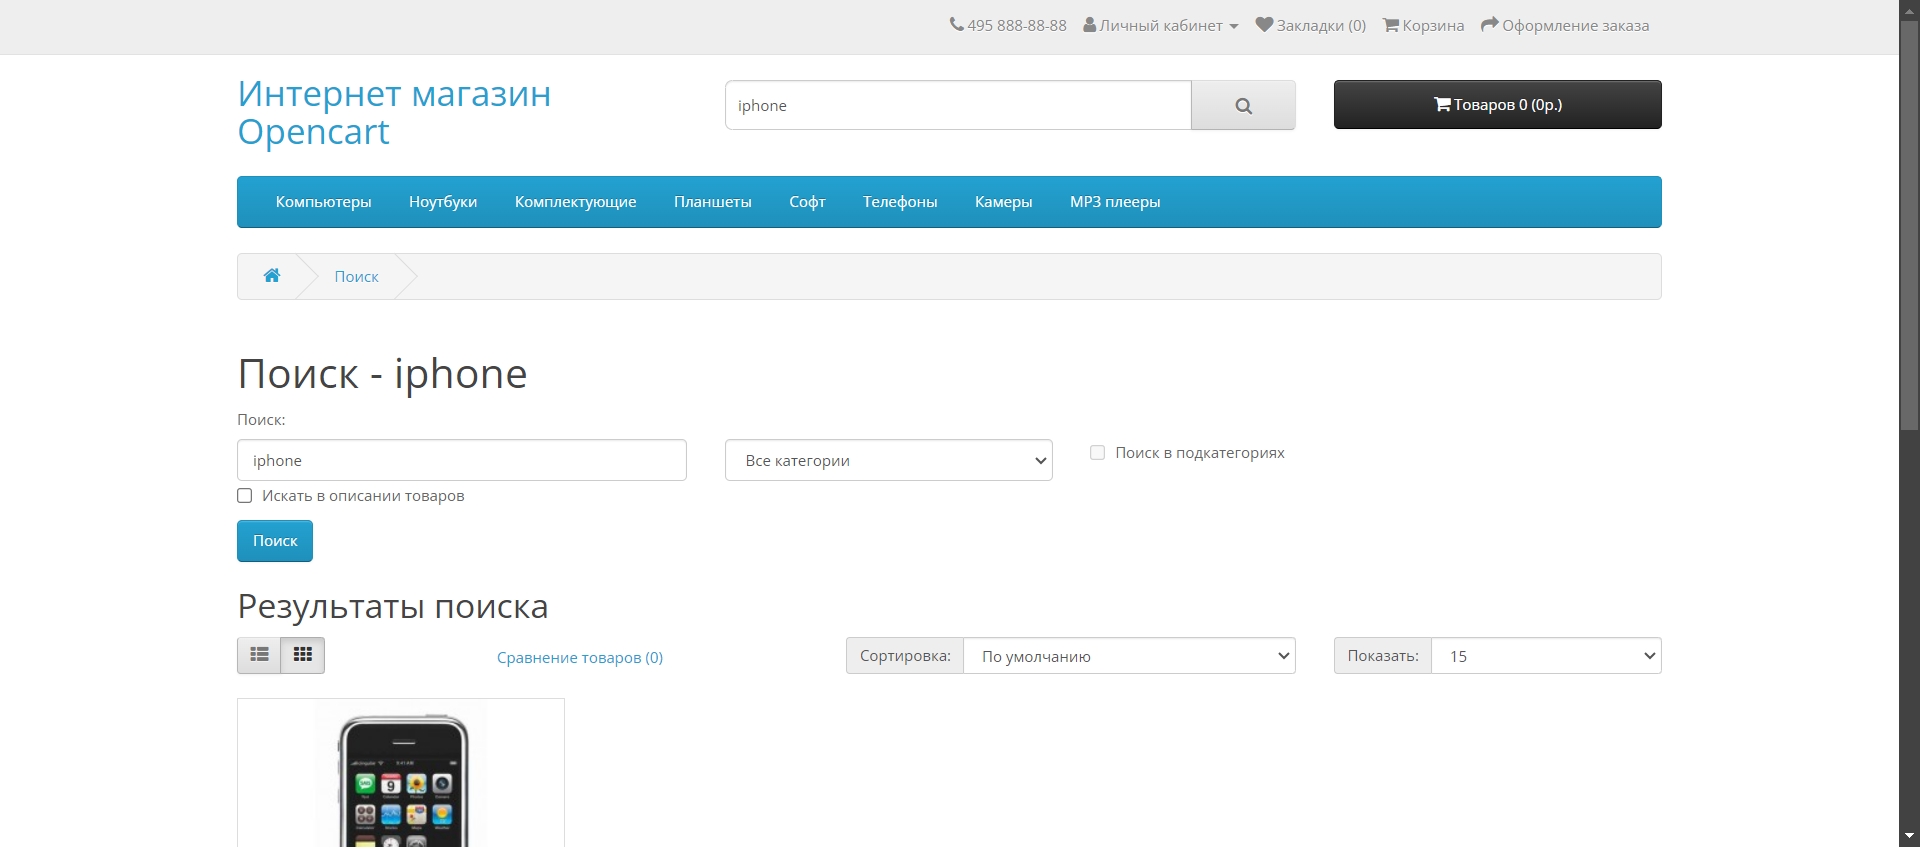 495 888-88-88 Личный кабинет Закладки (0) Корзина Оформление заказа
Интернет магазин
Opencart
iphone
Товаров 0 (0р.)
Компьютеры Ноутбуки Комплектующие Планшеты Софт Телефоны Камеры MP3 плееры
Поиск
Поиск - iphone
Поиск:
iphone
Все категории
Поиск в подкатегориях
Искать в описании товаров
Поиск
Результаты поиска
Сравнение товаров (0)
Сортировка: По умолчанию
Показать: 15
9